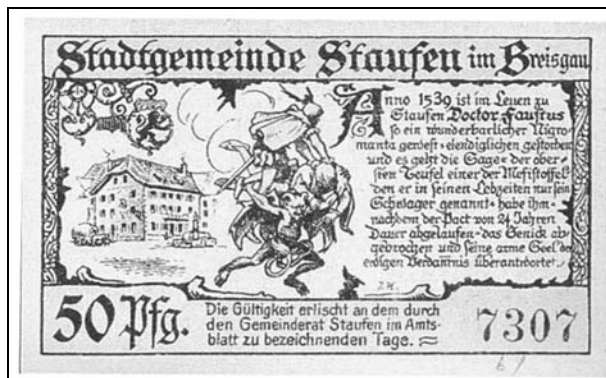 Stadtgemeinde Staufen im Breisgau
Anno 1539 ist im Leuen zu
Staufen Doctor Faustus
so ein wunderbarlicher Nigro-
manta gewest · elendiglichen gestorben
und es geht die Sage · der ober-
sten Teufel einer der Mefistoffel
den er in seinen Lebzeiten nur sein
Schwager genannt · habe ihm ·
nachdem der Pact von 24 Jahren
Dauer abgelaufen · das Genick ab-
gebrochen und seine arme Seel der
ewigen Verdamnis überantwortet.
50 Pfg.
Die Gültigkeit erlischt an dem durch
den Gemeinderat Staufen im Amts-
blatt zu bezeichnenden Tage. =
7307